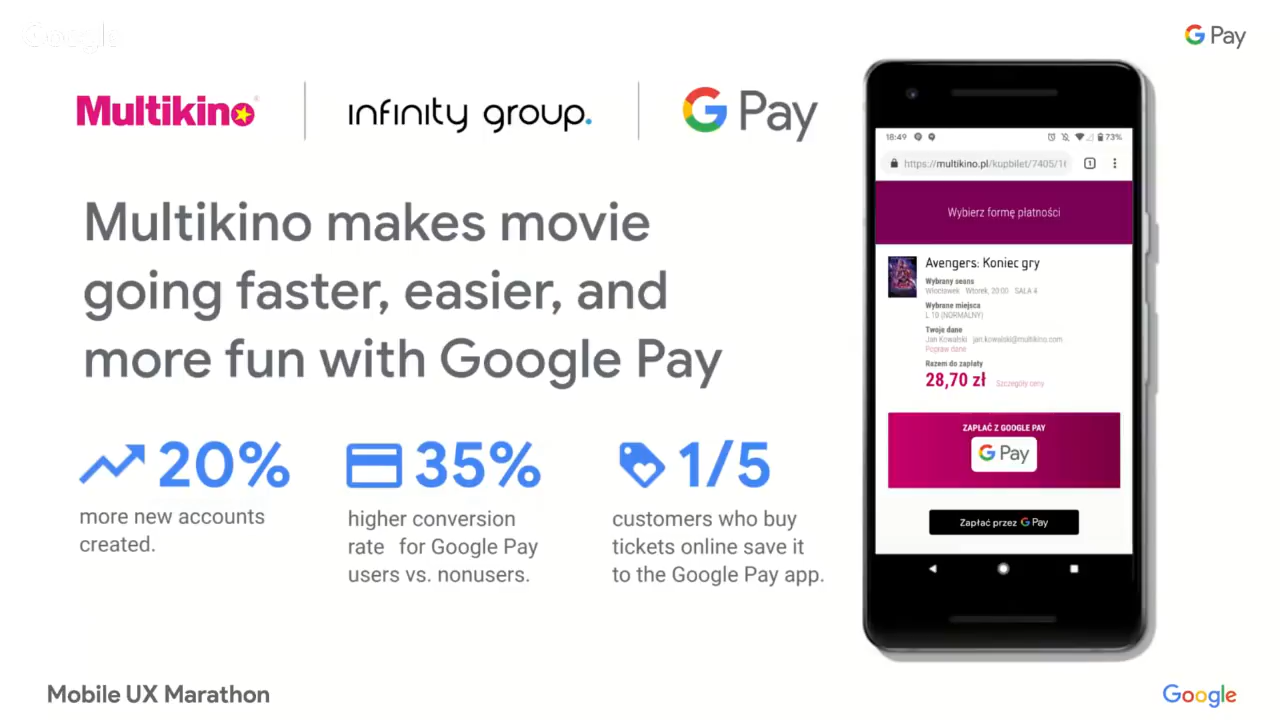 Google
G Pay
Multikino
infinity group.
G Pay
Multikino makes movie
going faster, easier, and
more fun with Google Pay
20%
more new accounts
created.
35%
higher conversion
rate for Google Pay
users vs. nonusers.
1/5
customers who buy
tickets online save it
to the Google Pay app.
18:49
73%
https://multikino.pl/kupbilet/7405/16
1
Wybierz formę płatności
Avengers: Koniec gry
Wybrany seans
Włocławek Wtorek, 20:00 SALA 4
Wybrane miejsca
L 10 (NORMALNY)
Twoje dane
Jan Kowalski jan.kowalski@multikino.com
Popraw dane
Razem do zapłaty
28,70 zł Szczegóły ceny
ZAPŁAĆ Z GOOGLE PAY
G Pay
Zapłać przez G Pay
Mobile UX Marathon
Google